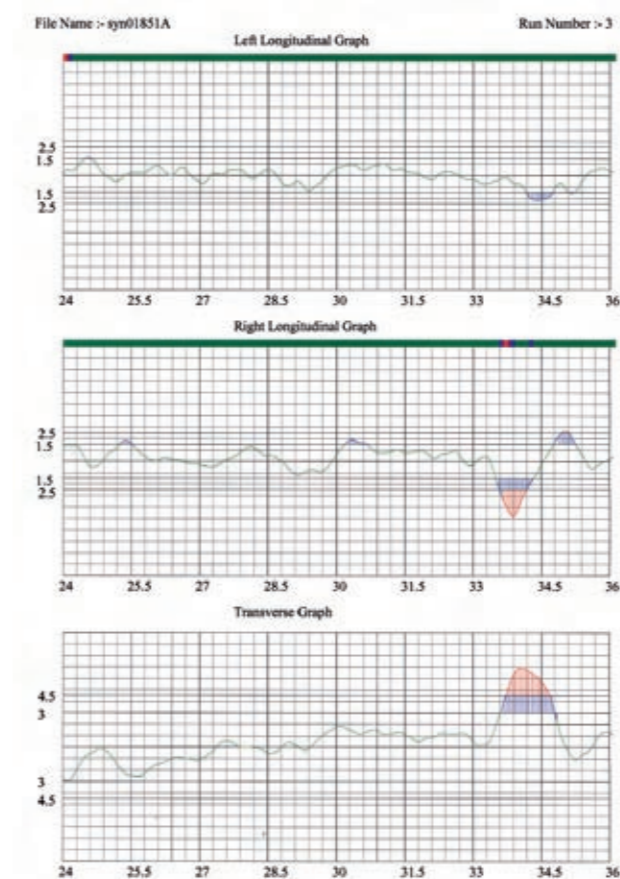 File Name :- syn01851A Run Number :- 3
Left Longitudinal Graph
2.5
1.5
1.5
2.5
24 25.5 27 28.5 30 31.5 33 34.5 36
Right Longitudinal Graph
2.5
1.5
1.5
2.5
24 25.5 27 28.5 30 31.5 33 34.5 36
Transverse Graph
4.5
3
3
4.5
24 25.5 27 28.5 30 31.5 33 34.5 36